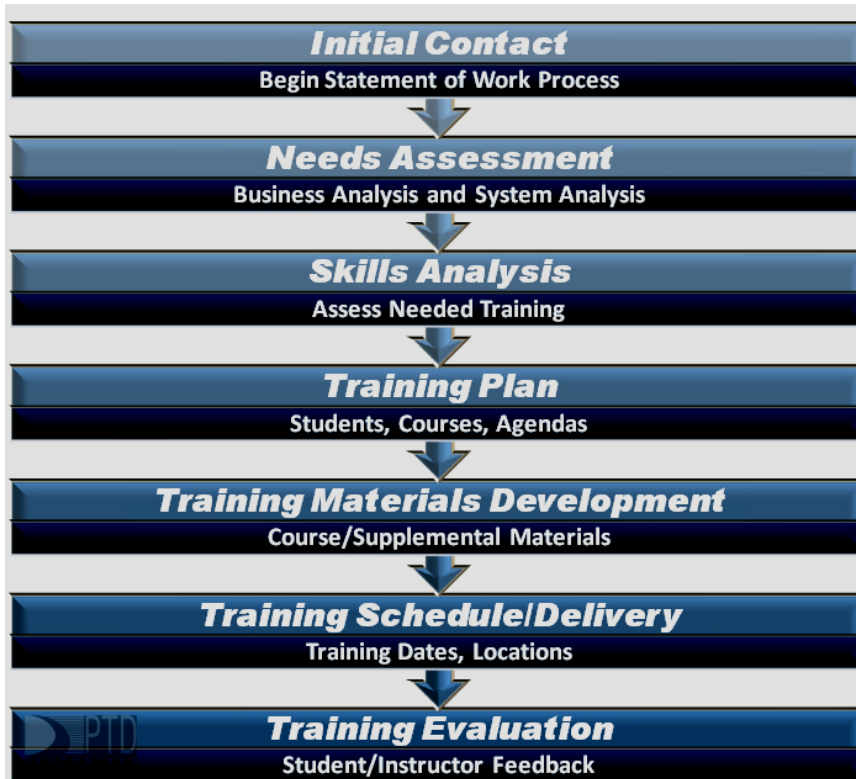 Initial Contact
Begin Statement of Work Process
Needs Assessment
Business Analysis and System Analysis
Skills Analysis
Assess Needed Training
Training Plan
Students, Courses, Agendas
Training Materials Development
Course/Supplemental Materials
Training Schedule/Delivery
Training Dates, Locations
Training Evaluation
PTD
Student/Instructor Feedback